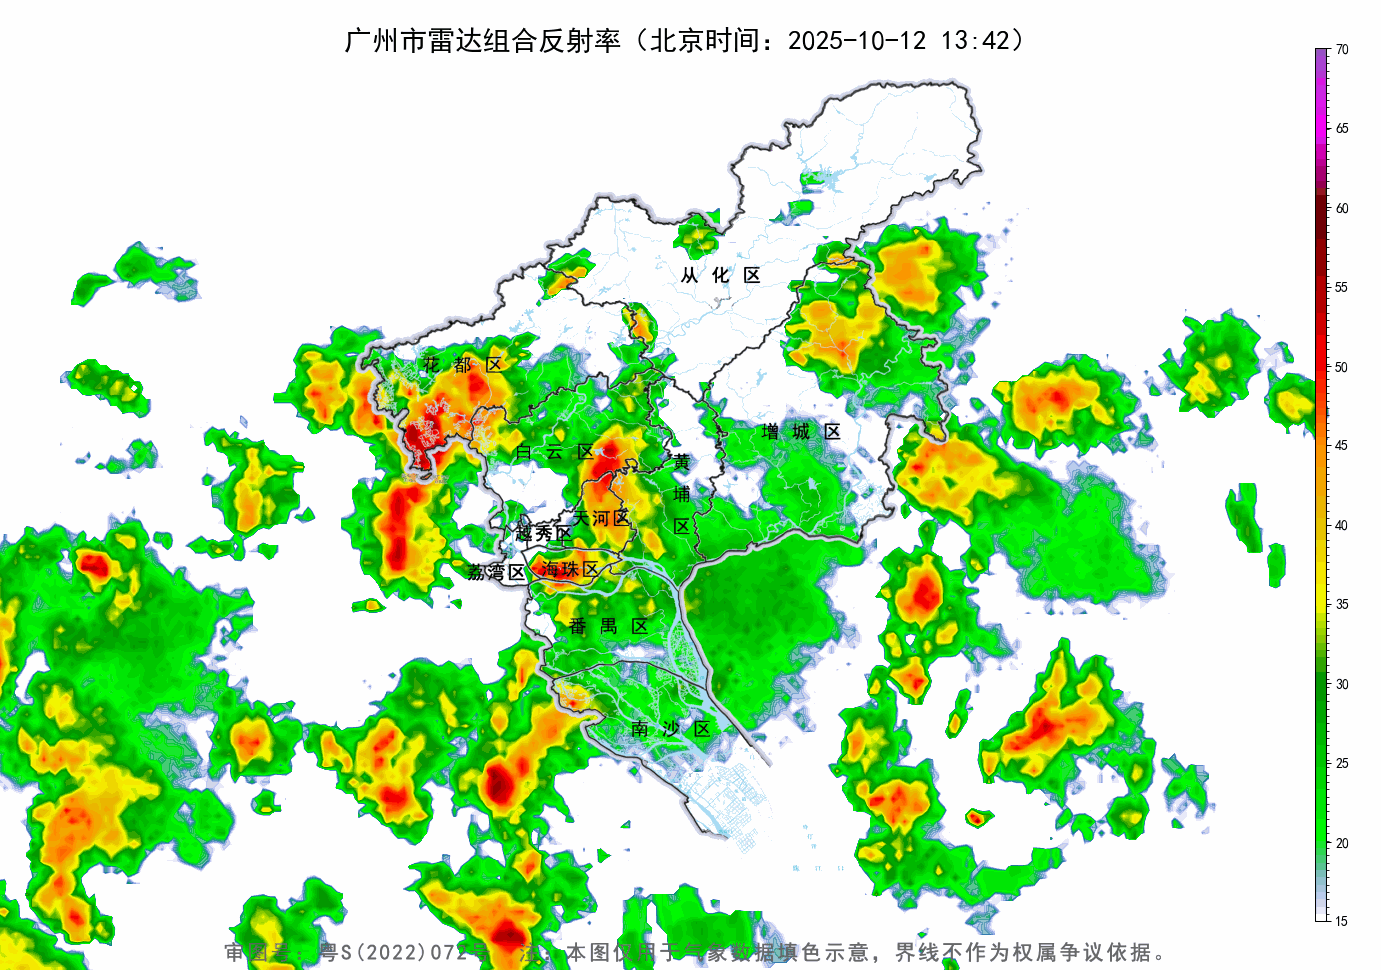 广州市雷达组合反射率（北京时间：2025-10-12 13:42）
70
65
60
55
50
45
40
35
30
25
20
15
从化区
花都区
增城区
白云区
黄埔区
天河区
越秀区
海珠区
荔湾区
番禺区
南沙区
审图号：粤S(2022)072号 注：本图仅用于气象数据填色示意，界线不作为权属争议依据。